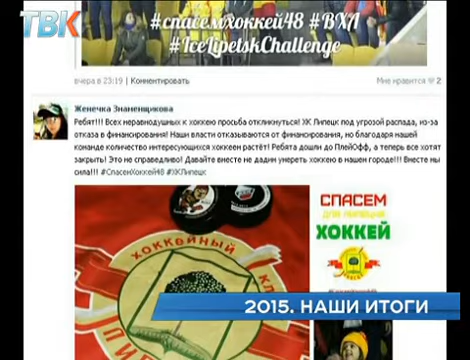 ТВК
#спасемхоккей48 #ВХЛ
#IceLipetskChallenge
вчера в 23:19 | Комментировать
Мне нравится 2
Женечка Знаменщикова
Ребят!!! Всех неравнодушных к хоккею просьба откликнуться! ХК Липецк под угрозой распада, из-за
отказа в финансировании! Наши власти отказываются от финансирования, но благодаря нашей
команде количество интересующихся хоккеем растёт! Ребята дошли до ПлейОфф, а теперь все хотят
закрыть! Это не справедливо! Давайте вместе не дадим умереть хоккею в нашем городе!!! Вместе мы
сила!!! #СпасемХоккей48 #ХКЛипецк
ХОККЕЙНЫЙ
СПАСЕМ
ХОККЕЙ
2015. НАШИ ИТОГИ